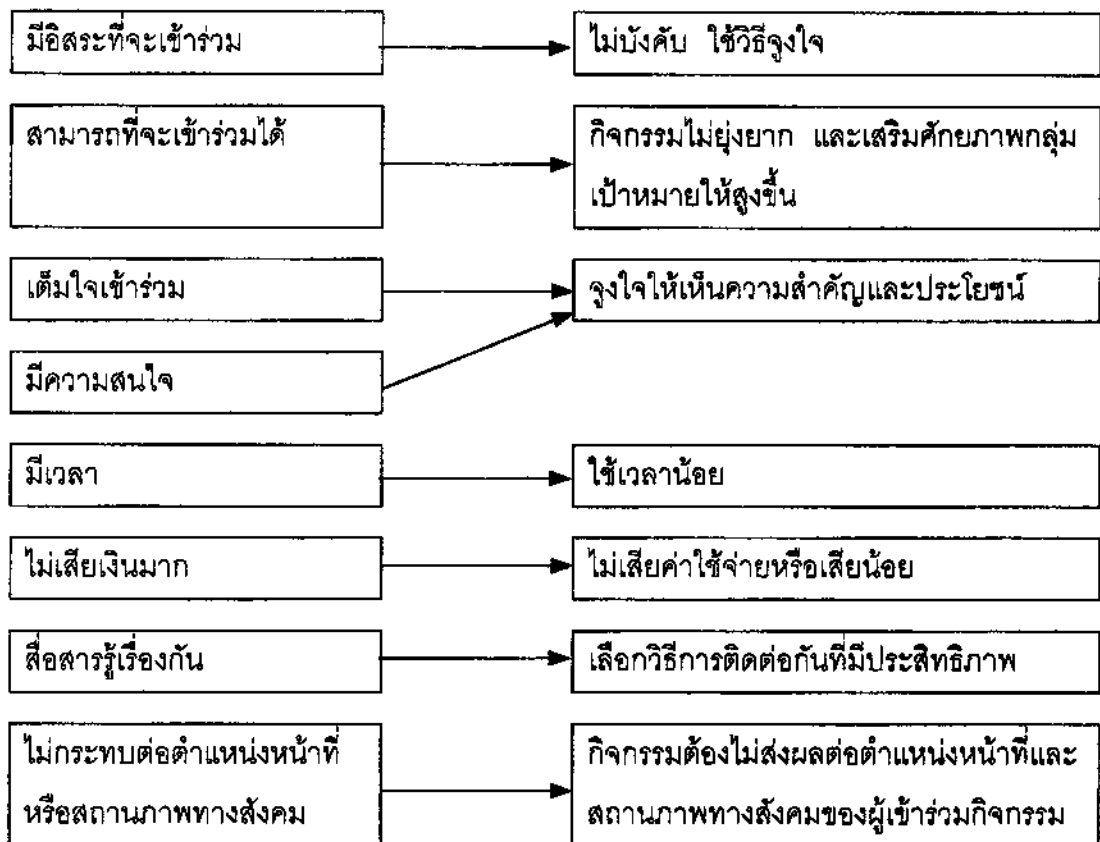 มีอิสระที่จะเข้าร่วม
ไม่บังคับ ใช้วิธีจูงใจ
สามารถที่จะเข้าร่วมได้
กิจกรรมไม่ยุ่งยาก และเสริมศักยภาพกลุ่ม
เป้าหมายให้สูงขึ้น
เต็มใจเข้าร่วม
จูงใจให้เห็นความสำคัญและประโยชน์
มีความสนใจ
มีเวลา
ใช้เวลาน้อย
ไม่เสียเงินมาก
ไม่เสียค่าใช้จ่ายหรือเสียน้อย
สื่อสารรู้เรื่องกัน
เลือกวิธีการติดต่อกันที่มีประสิทธิภาพ
ไม่กระทบต่อตำแหน่งหน้าที่
หรือสถานภาพทางสังคม
กิจกรรมต้องไม่ส่งผลต่อตำแหน่งหน้าที่และ
สถานภาพทางสังคมของผู้เข้าร่วมกิจกรรม